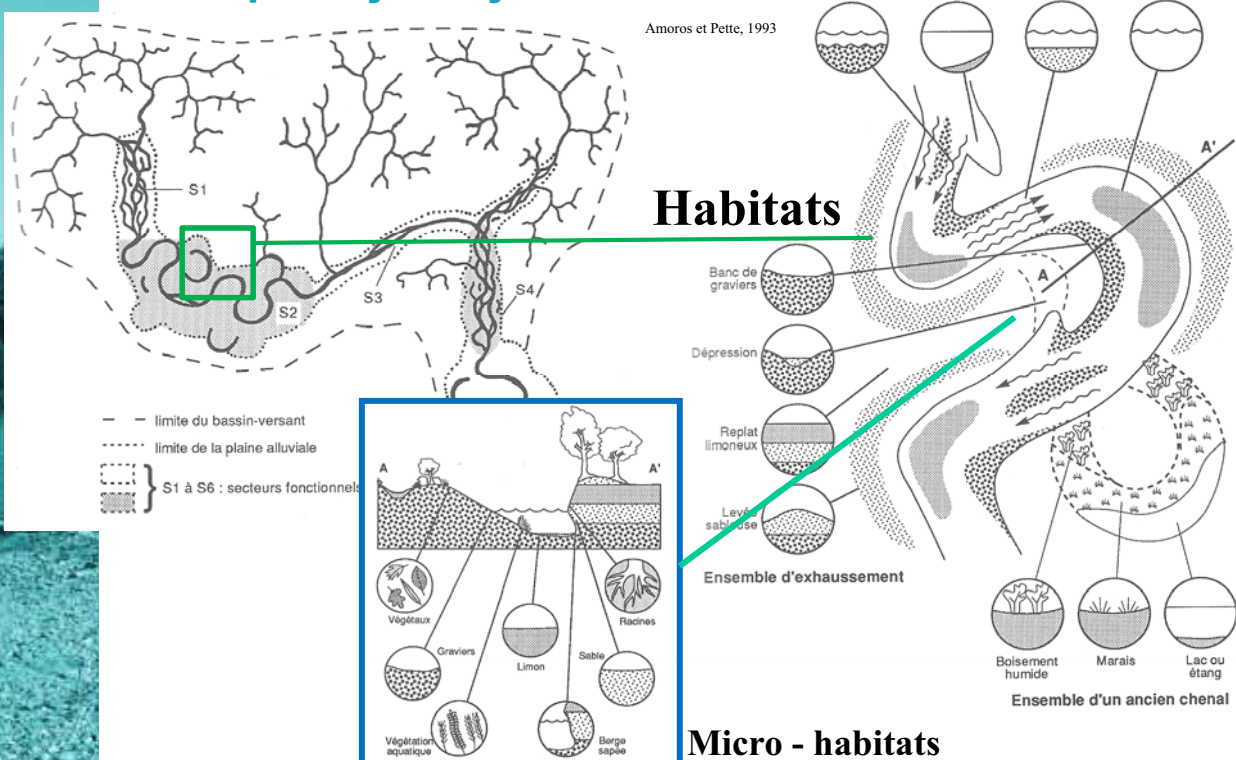 Amoros et Pette, 1993
S1
S2
S3
S4
Habitats
limite du bassin-versant
limite de la plaine alluviale
S1 à S6 : secteurs fonctionnels
A
A'
Végétaux
Graviers
Végétation
aquatique
Limon
Berge
sapée
Sable
Racines
Micro - habitats
A'
A
Banc de
graviers
Dépression
Replat
limoneux
Levée
sableuse
Ensemble d'exhaussement
Boisement
humide
Marais
Lac ou
étang
Ensemble d'un ancien chenal